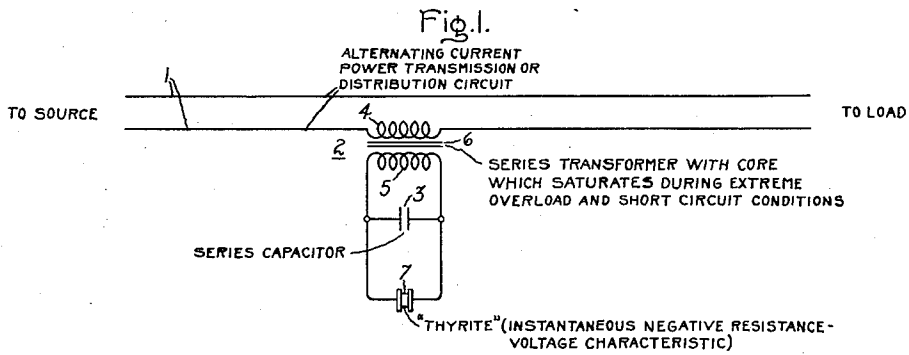 Fig.1.
ALTERNATING CURRENT
POWER TRANSMISSION OR
DISTRIBUTION CIRCUIT
1
TO SOURCE
TO LOAD
4
2
6
5
SERIES TRANSFORMER WITH CORE
WHICH SATURATES DURING EXTREME
OVERLOAD AND SHORT CIRCUIT CONDITIONS
3
SERIES CAPACITOR
7
"THYRITE" (INSTANTANEOUS NEGATIVE RESISTANCE-
VOLTAGE CHARACTERISTIC)